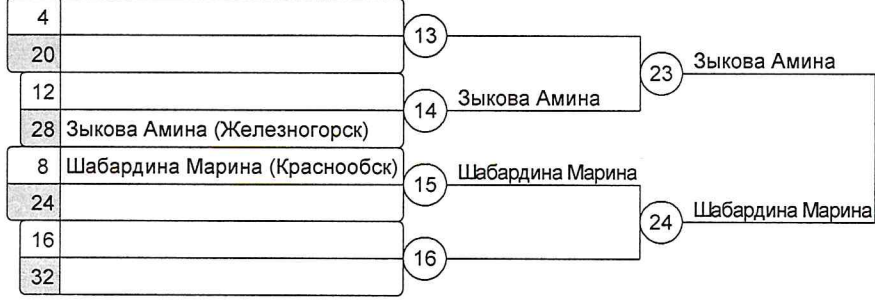 4
13
20
23 Зыкова Амина
12
14 Зыкова Амина
28 Зыкова Амина (Железногорск)
8 Шабардина Марина (Краснообск)
15 Шабардина Марина
24
24 Шабардина Марина
16
16
32